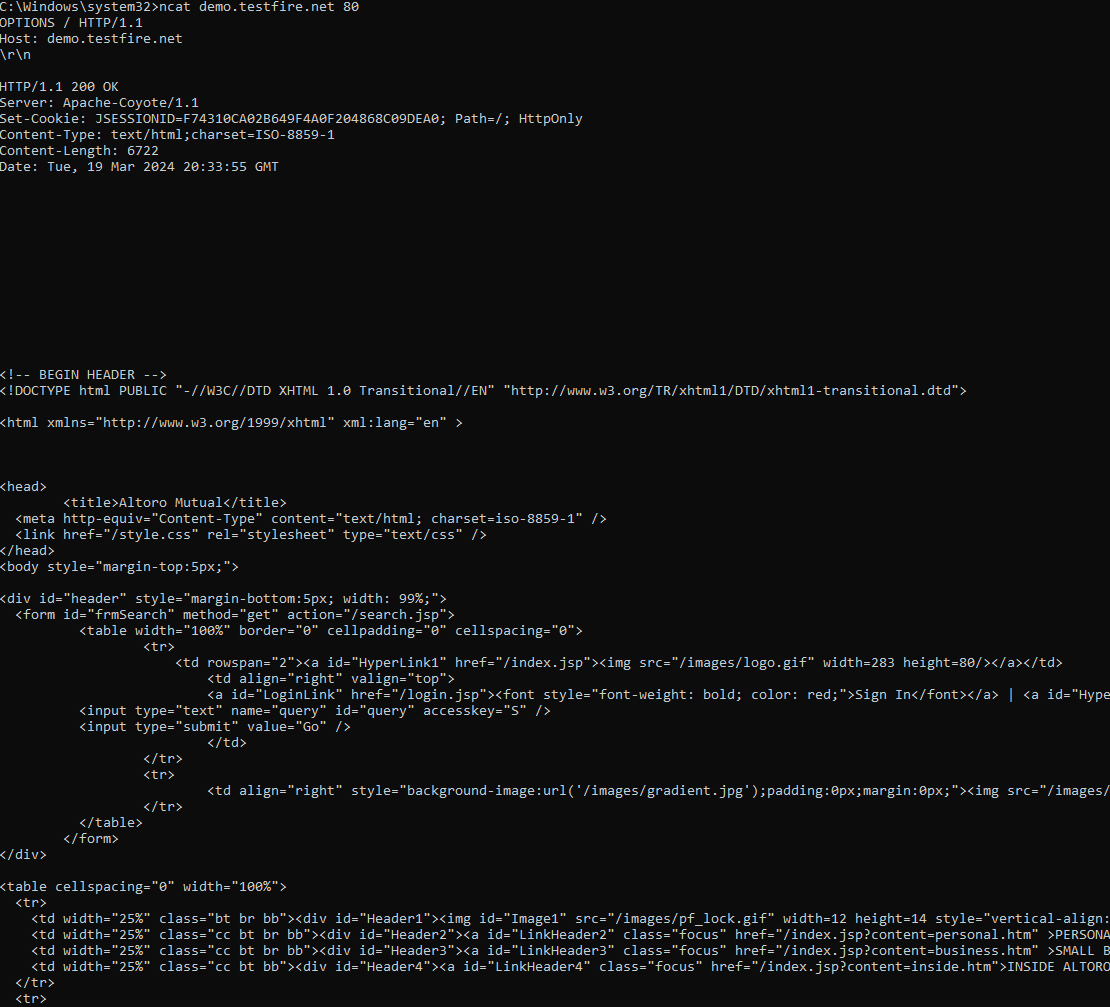 C:\Windows\system32>ncat demo.testfire.net 80
OPTIONS / HTTP/1.1
Host: demo.testfire.net
\r\n
HTTP/1.1 200 OK
Server: Apache-Coyote/1.1
Set-Cookie: JSESSIONID=F74310CA02B649F4A0F204868C09DEA0; Path=/; HttpOnly
Content-Type: text/html;charset=ISO-8859-1
Content-Length: 6722
Date: Tue, 19 Mar 2024 20:33:55 GMT
<!-- BEGIN HEADER -->
<!DOCTYPE html PUBLIC "-//W3C//DTD XHTML 1.0 Transitional//EN" "http://www.w3.org/TR/xhtml1/DTD/xhtml1-transitional.dtd">
<html xmlns="http://www.w3.org/1999/xhtml" xml:lang="en" >
<head>
<title>Altoro Mutual</title>
<meta http-equiv="Content-Type" content="text/html; charset=iso-8859-1" />
<link href="/style.css" rel="stylesheet" type="text/css" />
</head>
<body style="margin-top:5px;">
<div id="header" style="margin-bottom:5px; width: 99%;">
<form id="frmSearch" method="get" action="/search.jsp">
<table width="100%" border="0" cellpadding="0" cellspacing="0">
<tr>
<td rowspan="2"><a id="HyperLink1" href="/index.jsp"><img src="/images/logo.gif" width=283 height=80/></a></td>
<td align="right" valign="top">
<a id="LoginLink" href="/login.jsp"><font style="font-weight: bold; color: red;">Sign In</font></a> | <a id="Hype
<input type="text" name="query" id="query" accesskey="S" />
<input type="submit" value="Go" />
</td>
</tr>
<tr>
<td align="right" style="background-image:url('/images/gradient.jpg');padding:0px;margin:0px;"><img src="/images/
</tr>
</table>
</form>
</div>
<table cellspacing="0" width="100%">
<tr>
<td width="25%" class="bt br bb"><div id="Header1"><img id="Image1" src="/images/pf_lock.gif" width=12 height=14 style="vertical-align:
<td width="25%" class="cc bt br bb"><div id="Header2"><a id="LinkHeader2" class="focus" href="/index.jsp?content=personal.htm" >PERSONA
<td width="25%" class="cc bt br bb"><div id="Header3"><a id="LinkHeader3" class="focus" href="/index.jsp?content=business.htm" >SMALL B
<td width="25%" class="cc bt bb"><div id="Header4"><a id="LinkHeader4" class="focus" href="/index.jsp?content=inside.htm">INSIDE ALTORO
</tr>
<tr>